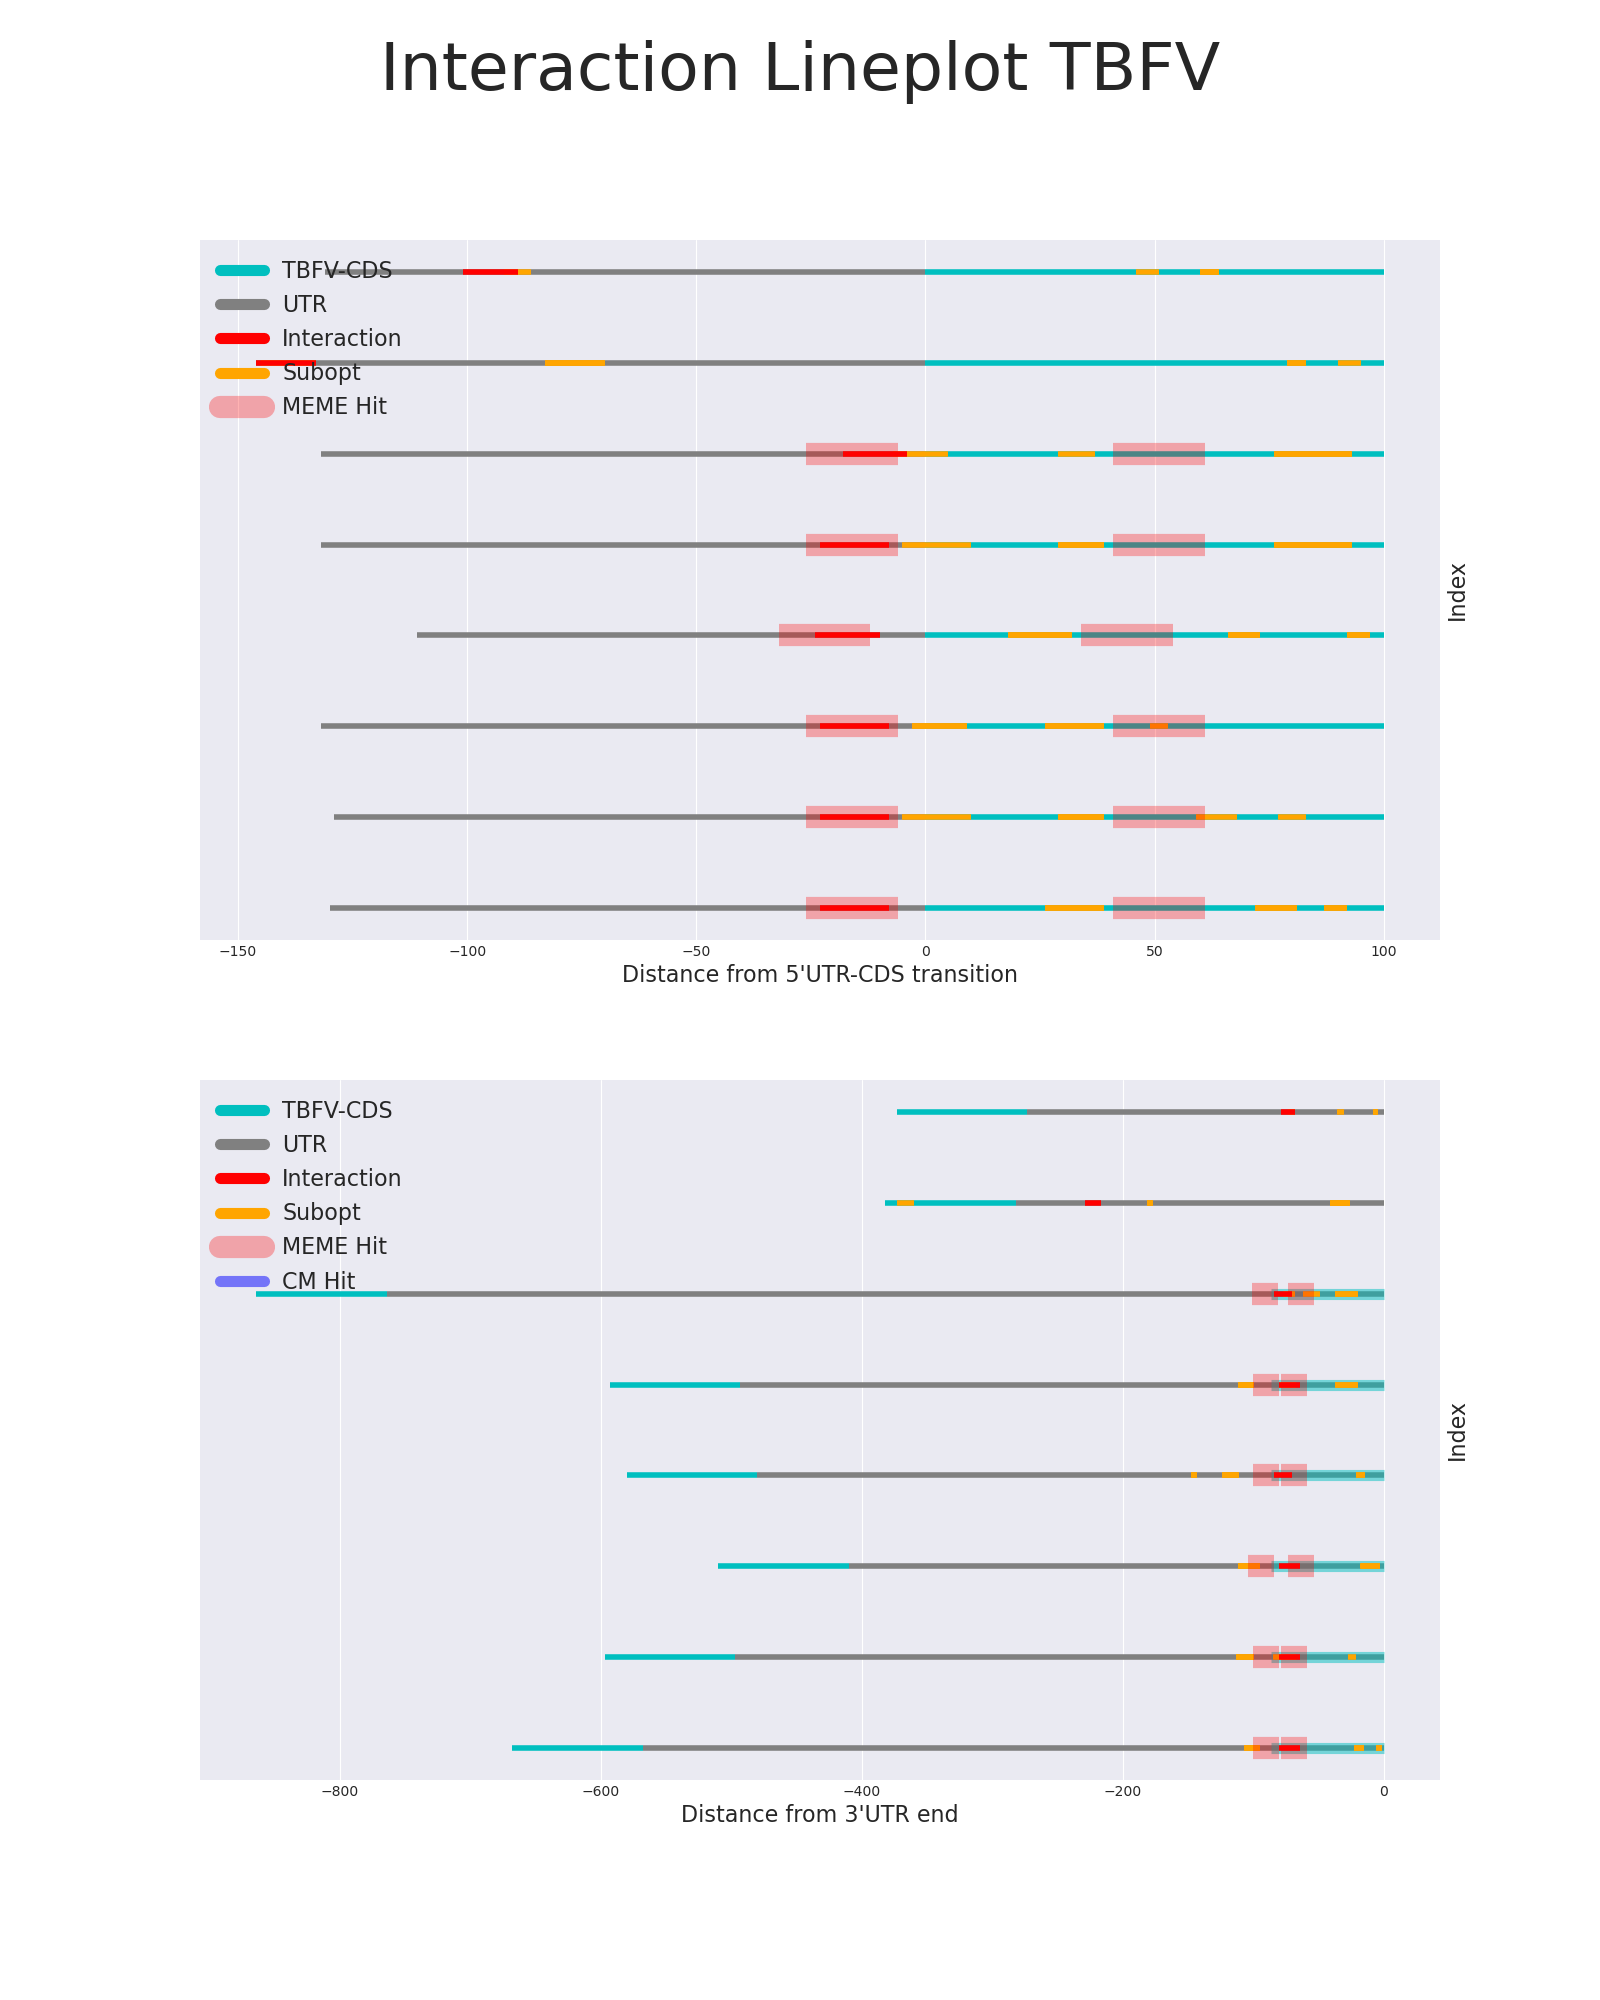 Interaction Lineplot TBFV
TBFV-CDS
UTR
Interaction
Subopt
MEME Hit
Index
−150 −100 −50 0 50 100
Distance from 5'UTR-CDS transition
TBFV-CDS
UTR
Interaction
Subopt
MEME Hit
CM Hit
Index
−800 −600 −400 −200 0
Distance from 3'UTR end